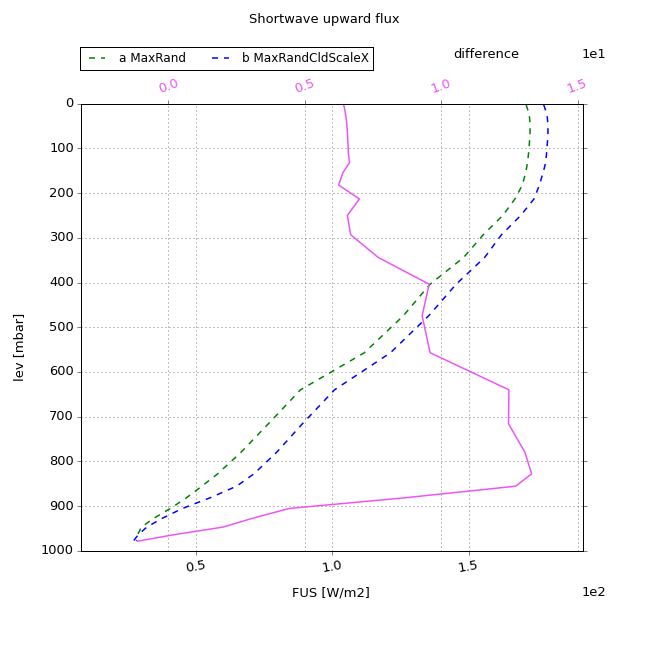 Shortwave upward flux
a MaxRand b MaxRandCldScaleX difference 1e1
0.0 0.5 1.0 1.5
0
100
200
300
400
500
600
700
800
900
1000
lev [mbar]
0.5 1.0 1.5
FUS [W/m2] 1e2